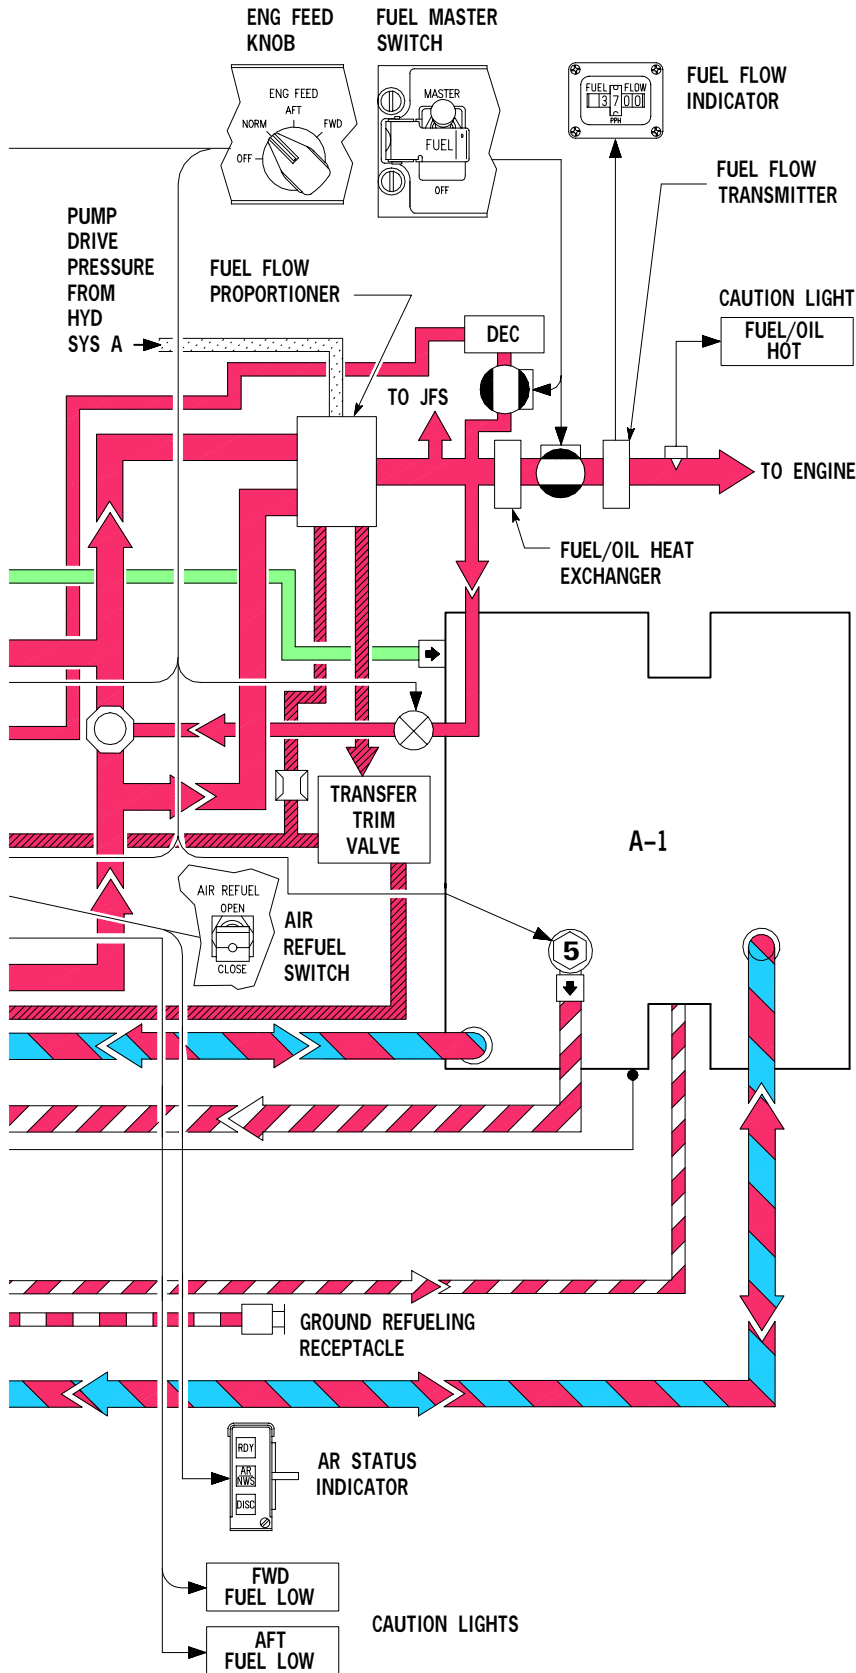 ENG FEED
KNOB
FUEL MASTER
SWITCH
ENG FEED
AFT
NORM
FWD
OFF
MASTER
FUEL
OFF
FUEL FLOW
3700
PPH
FUEL FLOW
INDICATOR
FUEL FLOW
TRANSMITTER
PUMP
DRIVE
PRESSURE
FROM
HYD
SYS A
FUEL FLOW
PROPORTIONER
CAUTION LIGHT
FUEL/OIL
HOT
DEC
TO JFS
TO ENGINE
FUEL/OIL HEAT
EXCHANGER
TRANSFER
TRIM
VALVE
A-1
AIR REFUEL
OPEN
CLOSE
AIR
REFUEL
SWITCH
5
GROUND REFUELING
RECEPTACLE
RDY
AR
NWS
DISC
AR STATUS
INDICATOR
FWD
FUEL LOW
CAUTION LIGHTS
AFT
FUEL LOW